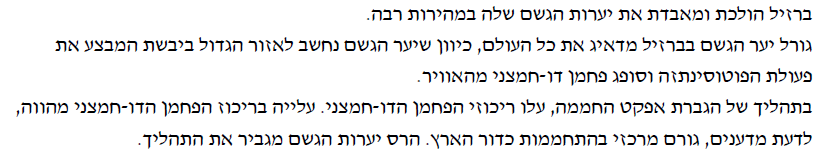 ברזיל הולכת ומאבדת את יערות הגשם שלה במהירות רבה.
גורל יער הגשם בברזיל מדאיג את כל העולם, כיוון שיער הגשם נחשב לאזור הגדול ביבשת המבצע את
פעולת הפוטוסינתזה וסופג פחמן דו-חמצני מהאוויר.
בתהליך של הגברת אפקט החממה, עלו ריכוזי הפחמן הדו-חמצני. עלייה בריכוז הפחמן הדו-חמצני מהווה,
לדעת מדענים, גורם מרכזי בהתחממות כדור הארץ. הרס יערות הגשם מגביר את התהליך.